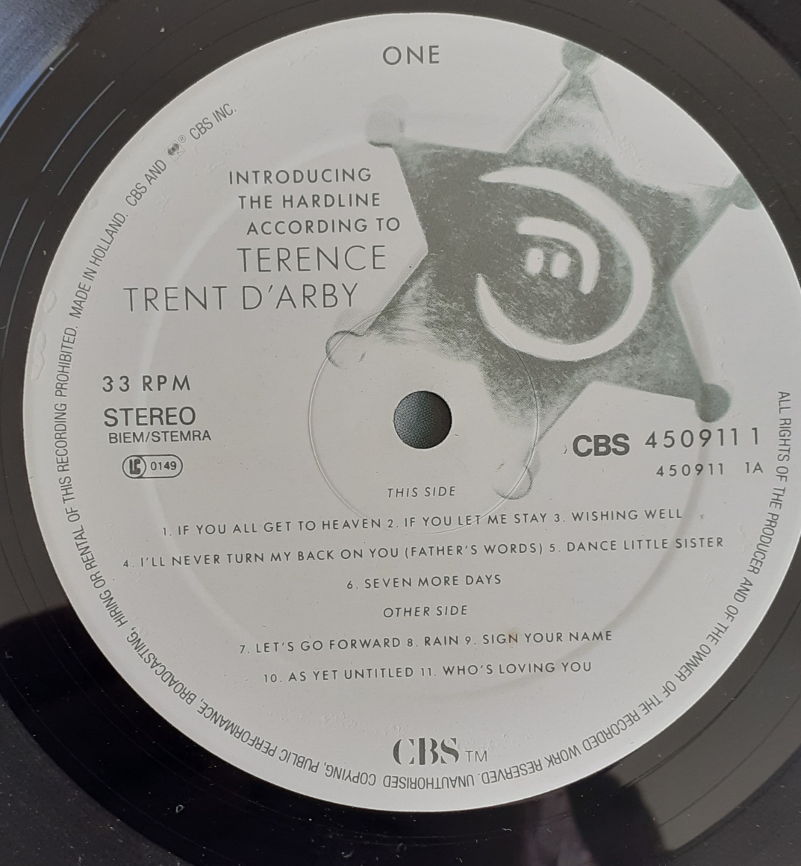 ONE
INTRODUCING
THE HARDLINE
ACCORDING TO
TERENCE
TRENT D'ARBY
33 RPM
STEREO
BIEM/STEMRA
LC 0149
CBS 450911 1
450911 1A
THIS SIDE
1. IF YOU ALL GET TO HEAVEN 2. IF YOU LET ME STAY 3. WISHING WELL
4. I'LL NEVER TURN MY BACK ON YOU (FATHER'S WORDS) 5. DANCE LITTLE SISTER
6. SEVEN MORE DAYS
OTHER SIDE
7. LET'S GO FORWARD 8. RAIN 9. SIGN YOUR NAME
10. AS YET UNTITLED 11. WHO'S LOVING YOU
CBS TM
ALL RIGHTS OF THE PRODUCER AND OF THE OWNER OF THE RECORDED WORK RESERVED. UNAUTHORISED COPYING, PUBLIC PERFORMANCE, BROADCASTING, HIRING OR RENTAL OF THIS RECORDING PROHIBITED. MADE IN HOLLAND. CBS AND ® CBS INC.